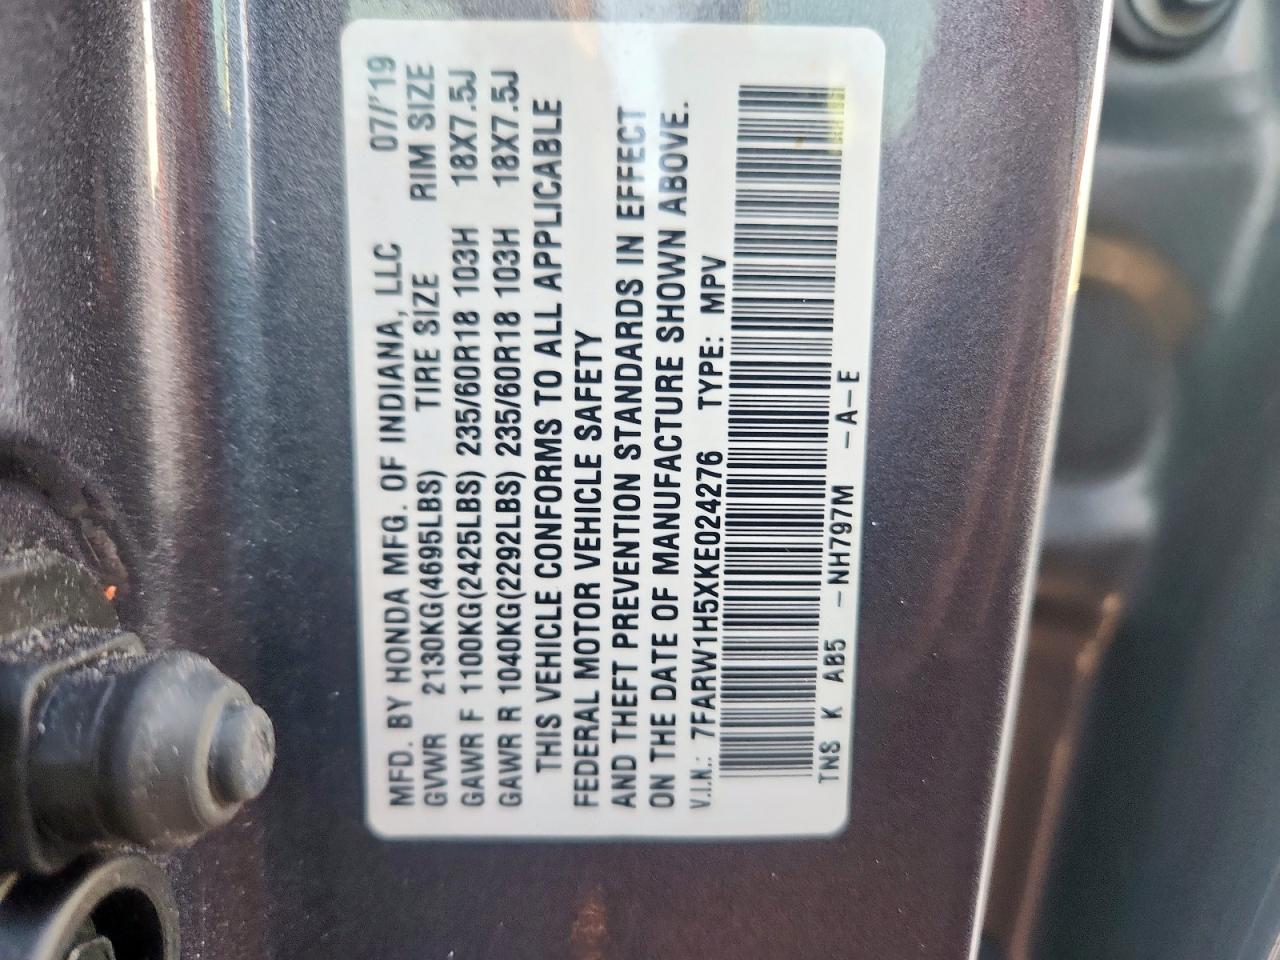 MFD. BY HONDA MFG. OF INDIANA, LLC 07/'19
GVWR 2130KG(4695LBS) TIRE SIZE RIM SIZE
GAWR F 1100KG(2425LBS) 235/60R18 103H 18X7.5J
GAWR R 1040KG(2292LBS) 235/60R18 103H 18X7.5J
THIS VEHICLE CONFORMS TO ALL APPLICABLE
FEDERAL MOTOR VEHICLE SAFETY
AND THEFT PREVENTION STANDARDS IN EFFECT
ON THE DATE OF MANUFACTURE SHOWN ABOVE.
V.I.N.: 7FARW1H5XKE024276 TYPE: MPV
TNS K AB5 -NH797M -A-E